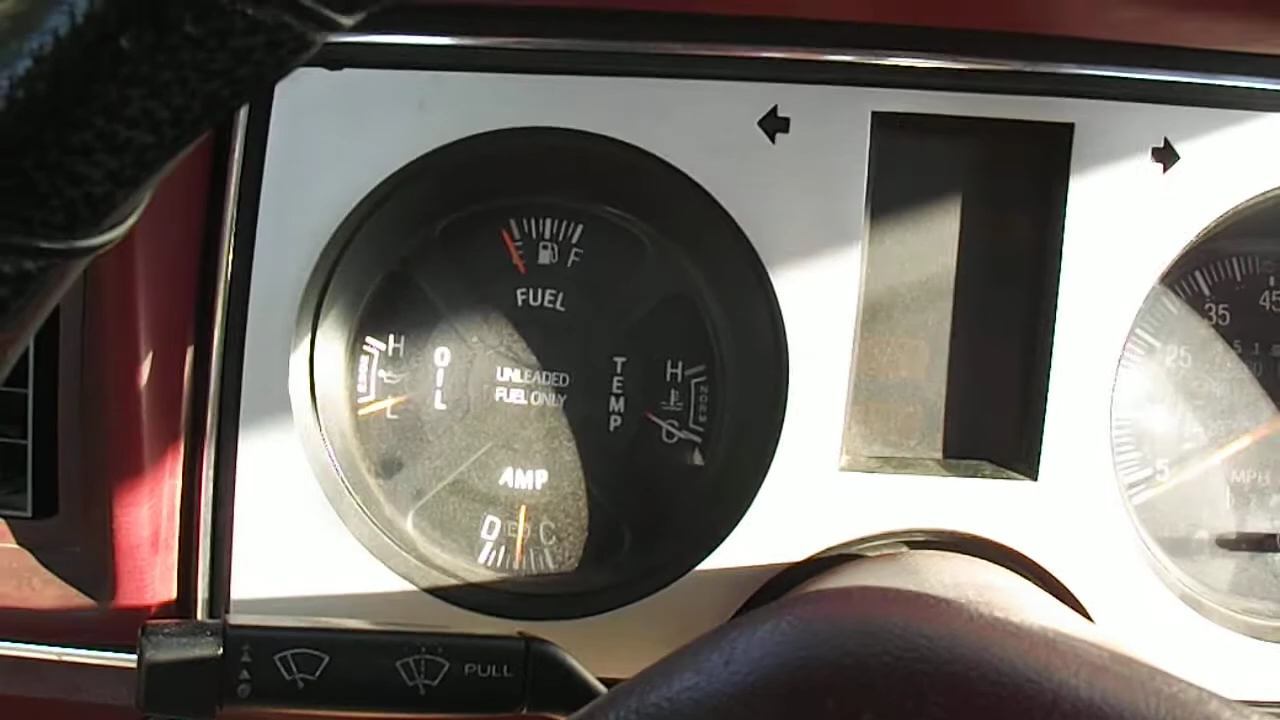 E F
FUEL
H
OIL
L
UNLEADED
FUEL ONLY
TEMP
H
NORM
C
AMP
D C
35
45
25
5
MPH
PULL